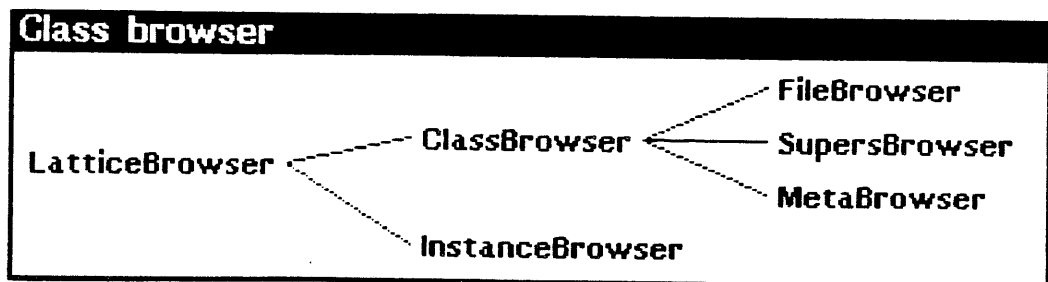 Class browser
FileBrowser
ClassBrowser
SupersBrowser
LatticeBrowser
MetaBrowser
InstanceBrowser